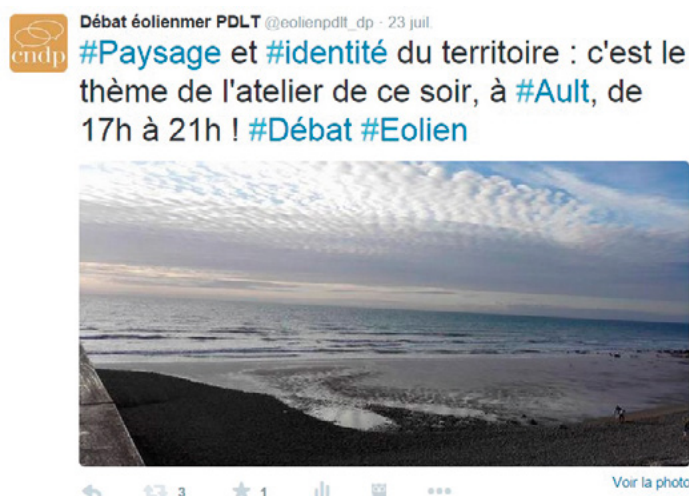 cndp
Débat éolienmer PDLT @eolienpdlt_dp · 23 juil.
#Paysage et #identité du territoire : c'est le
thème de l'atelier de ce soir, à #Ault, de
17h à 21h ! #Débat #Eolien
3
1
Voir la photo